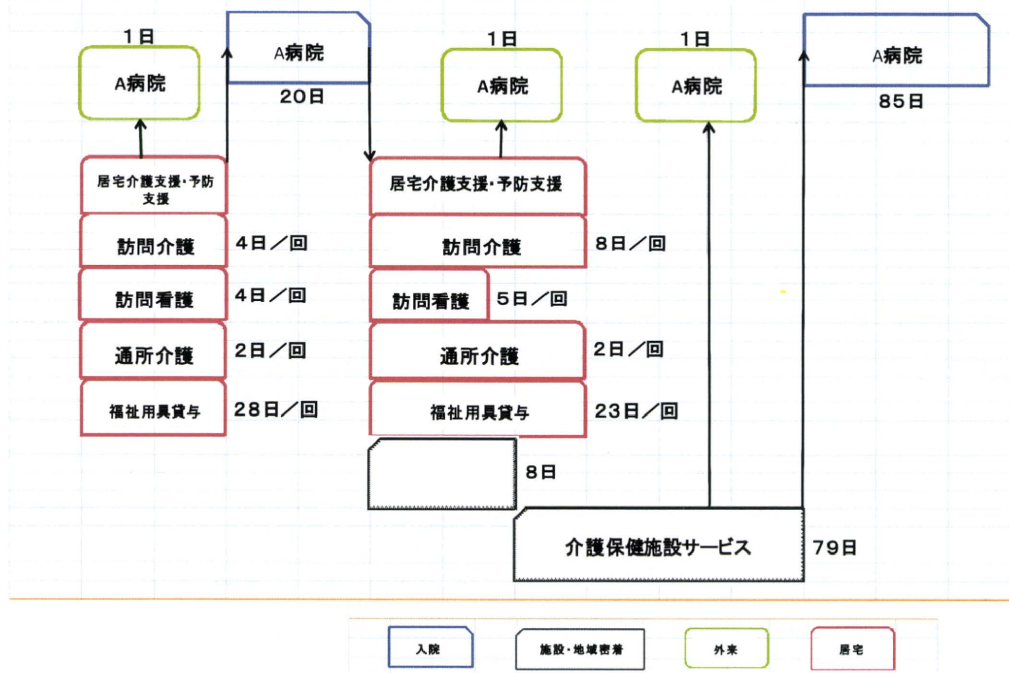 1日
A病院
A病院
20日
1日
A病院
1日
A病院
A病院
85日
居宅介護支援・予防
支援
訪問介護
4日／回
訪問看護
4日／回
通所介護
2日／回
福祉用具貸与
28日／回
居宅介護支援・予防支援
訪問介護
8日／回
訪問看護
5日／回
通所介護
2日／回
福祉用具貸与
23日／回
8日
介護保健施設サービス
79日
入院
施設・地域密着
外来
居宅